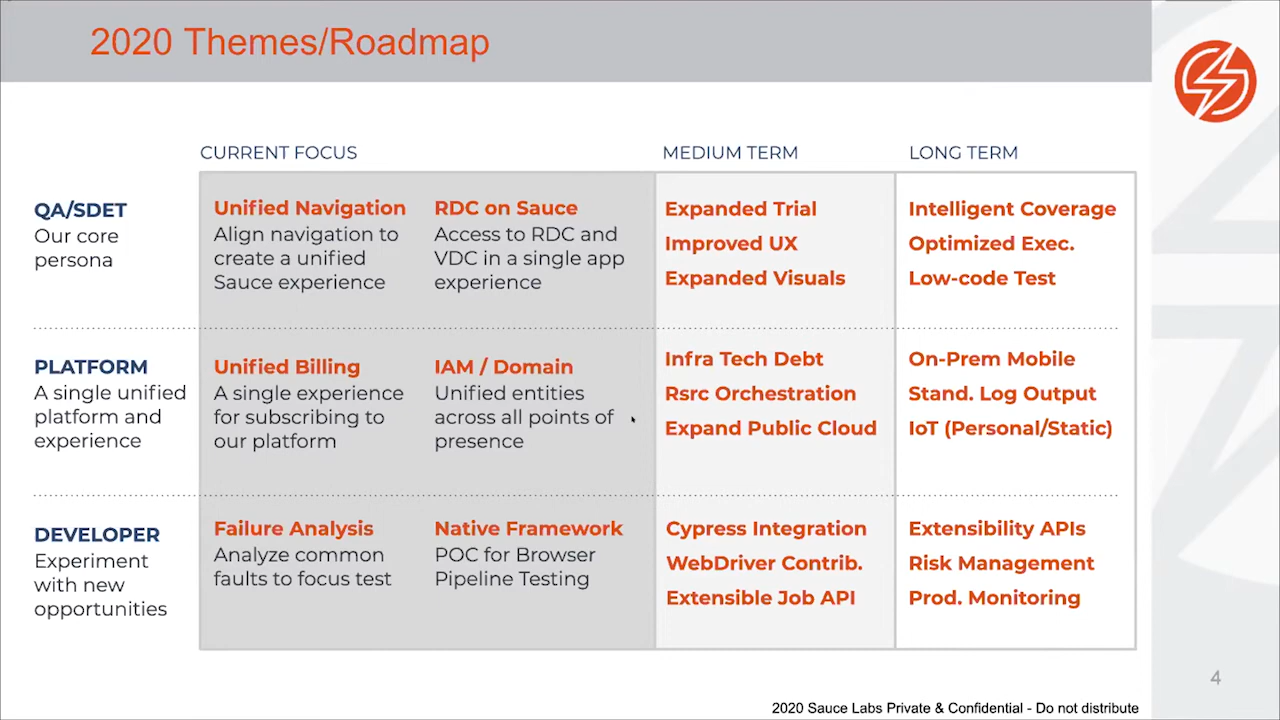 2020 Themes/Roadmap
CURRENT FOCUS
MEDIUM TERM
LONG TERM
QA/SDET
Our core
persona
Unified Navigation
Align navigation to
create a unified
Sauce experience
RDC on Sauce
Access to RDC and
VDC in a single app
experience
Expanded Trial
Improved UX
Expanded Visuals
Intelligent Coverage
Optimized Exec.
Low-code Test
PLATFORM
A single unified
platform and
experience
Unified Billing
A single experience
for subscribing to
our platform
IAM / Domain
Unified entities
across all points of
presence
Infra Tech Debt
Rsrc Orchestration
Expand Public Cloud
On-Prem Mobile
Stand. Log Output
IoT (Personal/Static)
DEVELOPER
Experiment
with new
opportunities
Failure Analysis
Analyze common
faults to focus test
Native Framework
POC for Browser
Pipeline Testing
Cypress Integration
WebDriver Contrib.
Extensible Job API
Extensibility APIs
Risk Management
Prod. Monitoring
4
2020 Sauce Labs Private & Confidential - Do not distribute